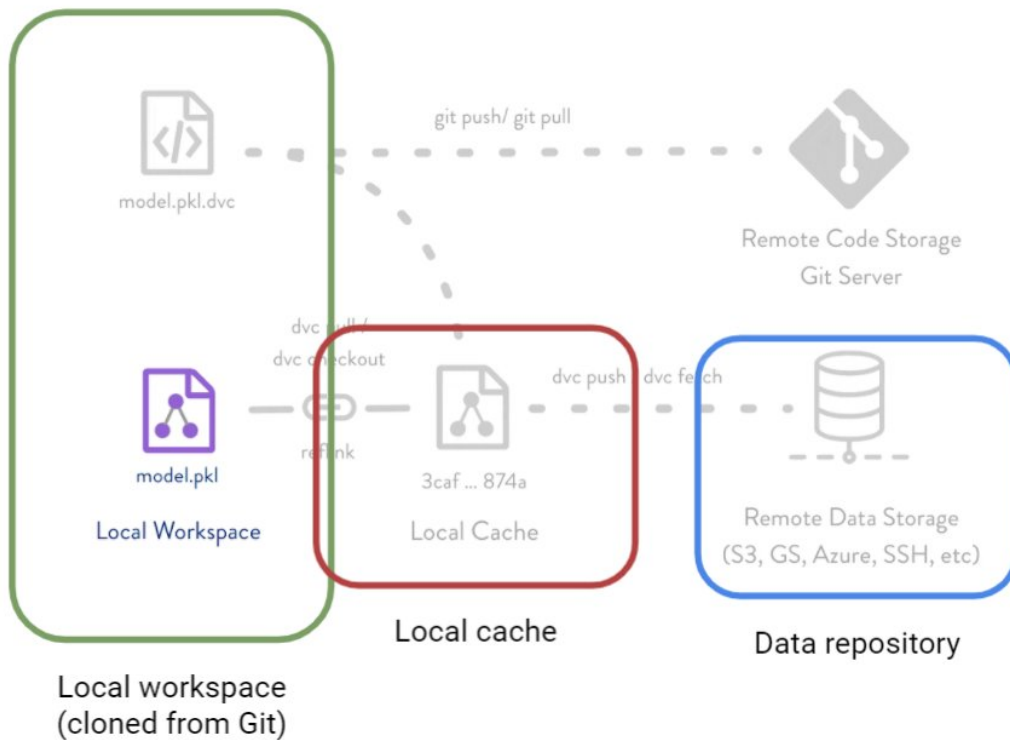 git push/ git pull
model.pkl.dvc
Remote Code Storage
Git Server
dvc pull /
dvc checkout
dvc push / dvc fetch
reflink
model.pkl
3caf ... 874a
Local Workspace
Local Cache
Remote Data Storage
(S3, GS, Azure, SSH, etc)
Local cache
Data repository
Local workspace
(cloned from Git)